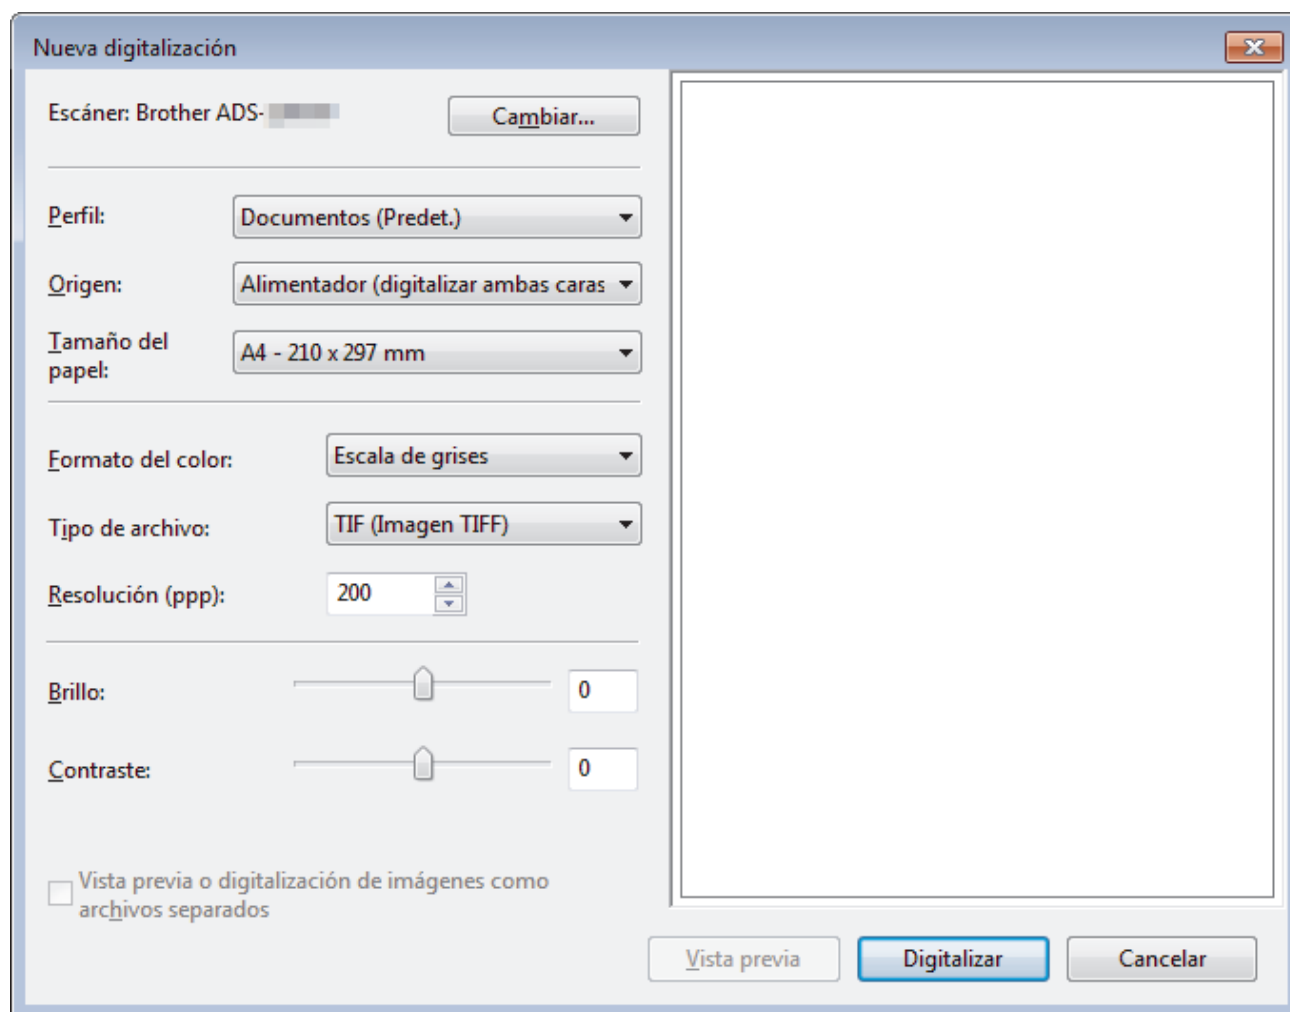 Nueva digitalización
Escáner: Brother ADS-
Cambiar...
Perfil:
Documentos (Predet.)
Origen:
Alimentador (digitalizar ambas caras
Tamaño del
papel:
A4 - 210 x 297 mm
Formato del color:
Escala de grises
Tipo de archivo:
TIF (Imagen TIFF)
Resolución (ppp):
200
Brillo:
0
Contraste:
0
Vista previa o digitalización de imágenes como
archivos separados
Vista previa
Digitalizar
Cancelar